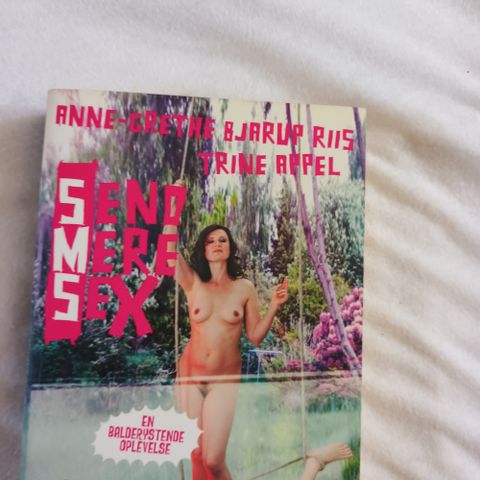 ANNE-GRETHE BJARUP RIIS
TRINE APPEL
SEND
MERE
SEX
EN
BALDERYSTENDE
OPLEVELSE